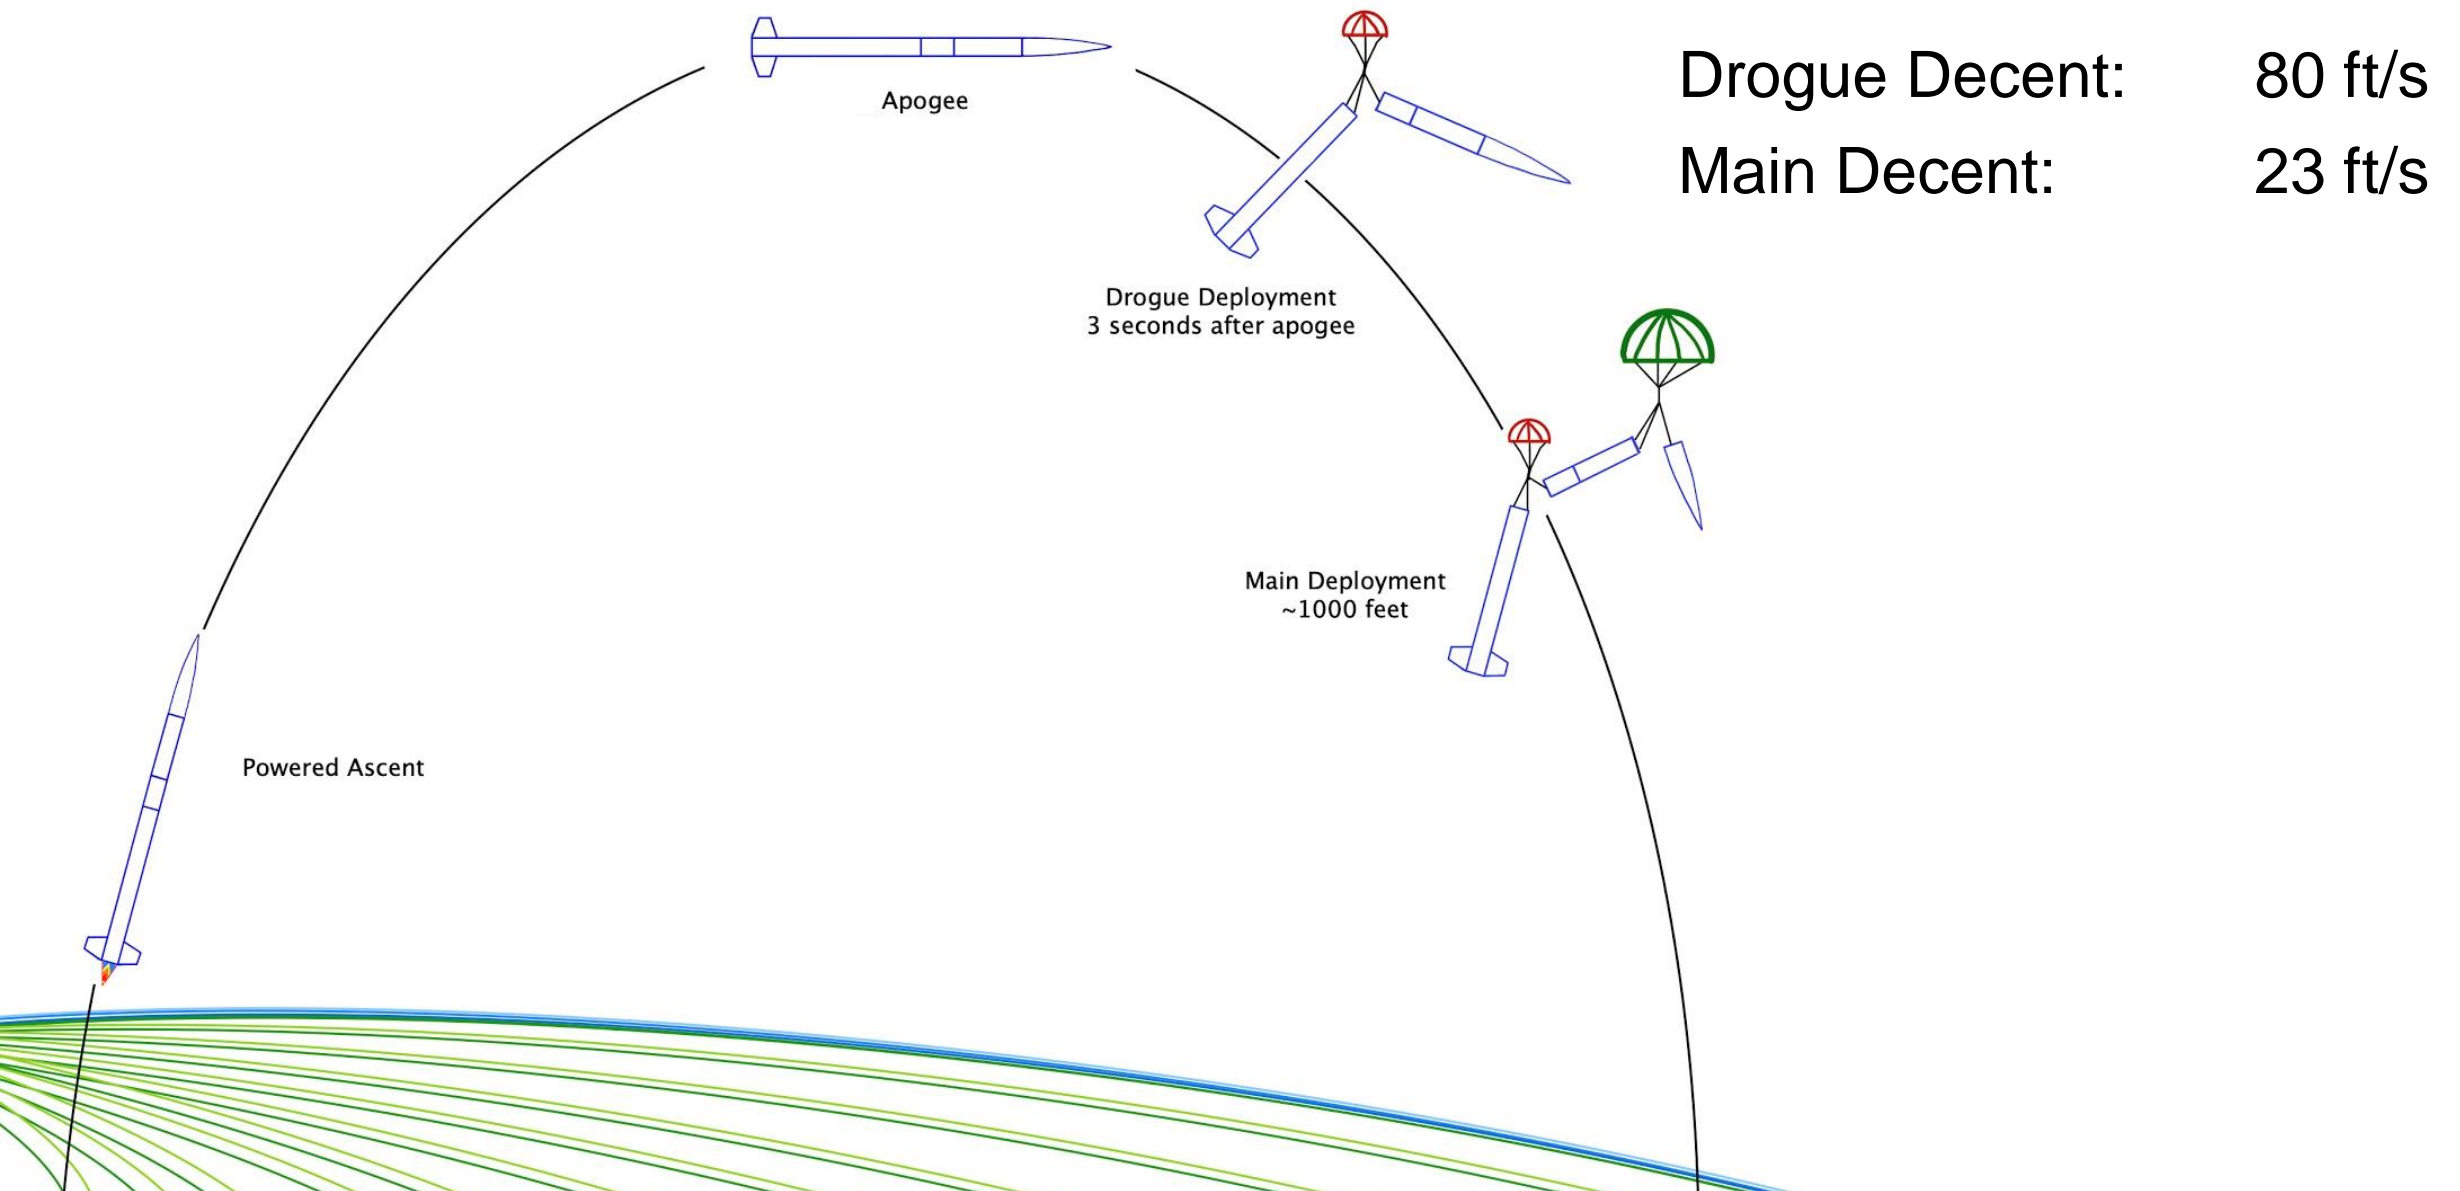 Apogee
Drogue Decent: 80 ft/s
Main Decent: 23 ft/s
Drogue Deployment
3 seconds after apogee
Main Deployment
~1000 feet
Powered Ascent